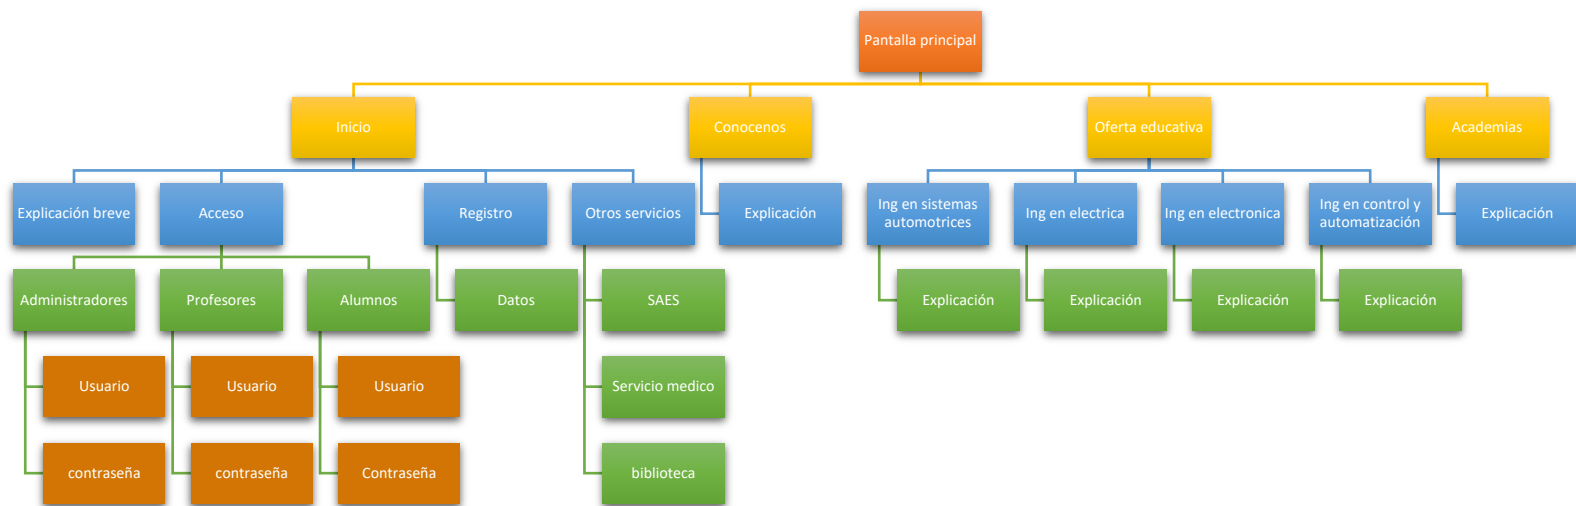 Pantalla principal
Inicio
Conocenos
Oferta educativa
Academias
Explicación breve
Acceso
Registro
Otros servicios
Explicación
Ing en sistemas
automotrices
Ing en electrica
Ing en electronica
Ing en control y
automatización
Explicación
Administradores
Profesores
Alumnos
Datos
SAES
Explicación
Explicación
Explicación
Explicación
Usuario
Usuario
Usuario
Servicio medico
contraseña
contraseña
Contraseña
biblioteca